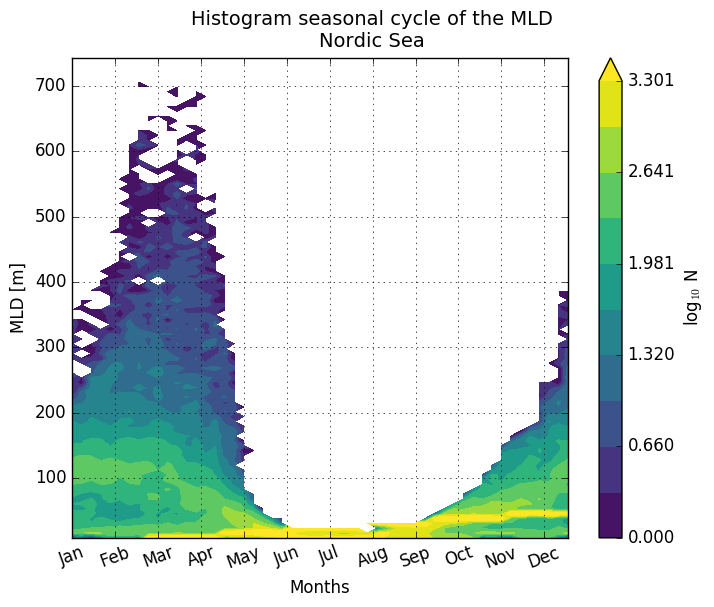 Histogram seasonal cycle of the MLD
Nordic Sea
MLD [m]
700
600
500
400
300
200
100
Jan Feb Mar Apr May Jun Jul Aug Sep Oct Nov Dec
Months
3.301
2.641
1.981
1.320
0.660
0.000
log₁₀ N